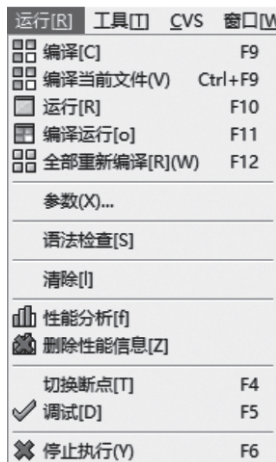 运行[R] 工具[T] CVS 窗口[W
编译[C] F9
编译当前文件(V) Ctrl+F9
运行[R] F10
编译运行[o] F11
全部重新编译[R](W) F12
参数(X)...
语法检查[S]
清除[l]
性能分析[f]
删除性能信息[Z]
切换断点[T] F4
调试[D] F5
停止执行(Y) F6